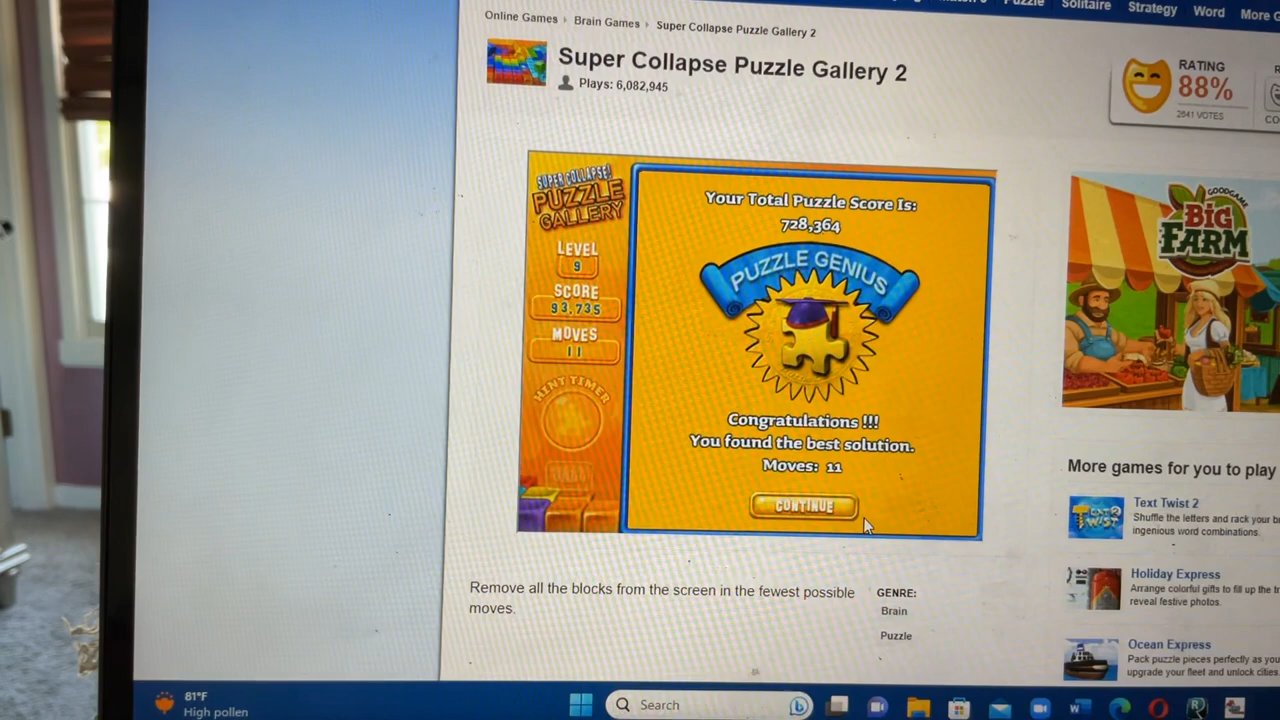 Puzzle
Solitaire
Strategy
Word
More G
Online Games
Brain Games
Super Collapse Puzzle Gallery 2
Super Collapse Puzzle Gallery 2
Plays: 6,082,945
RATING
88%
2641 VOTES
CO
SUPER COLLAPSE!
PUZZLE
GALLERY
LEVEL
9
SCORE
93,735
MOVES
11
HINT TIMER
Your Total Puzzle Score Is:
728,364
PUZZLE GENIUS
Congratulations !!!
You found the best solution.
Moves: 11
CONTINUE
GOODGAME
BIG
FARM
More games for you to play
Text Twist 2
Shuffle the letters and rack your b
ingenious word combinations.
Holiday Express
Arrange colorful gifts to fill up the t
reveal festive photos.
Ocean Express
Pack puzzle pieces perfectly as you
upgrade your fleet and unlock cities
Remove all the blocks from the screen in the fewest possible
moves.
GENRE:
Brain
Puzzle
81°F
High pollen
Search